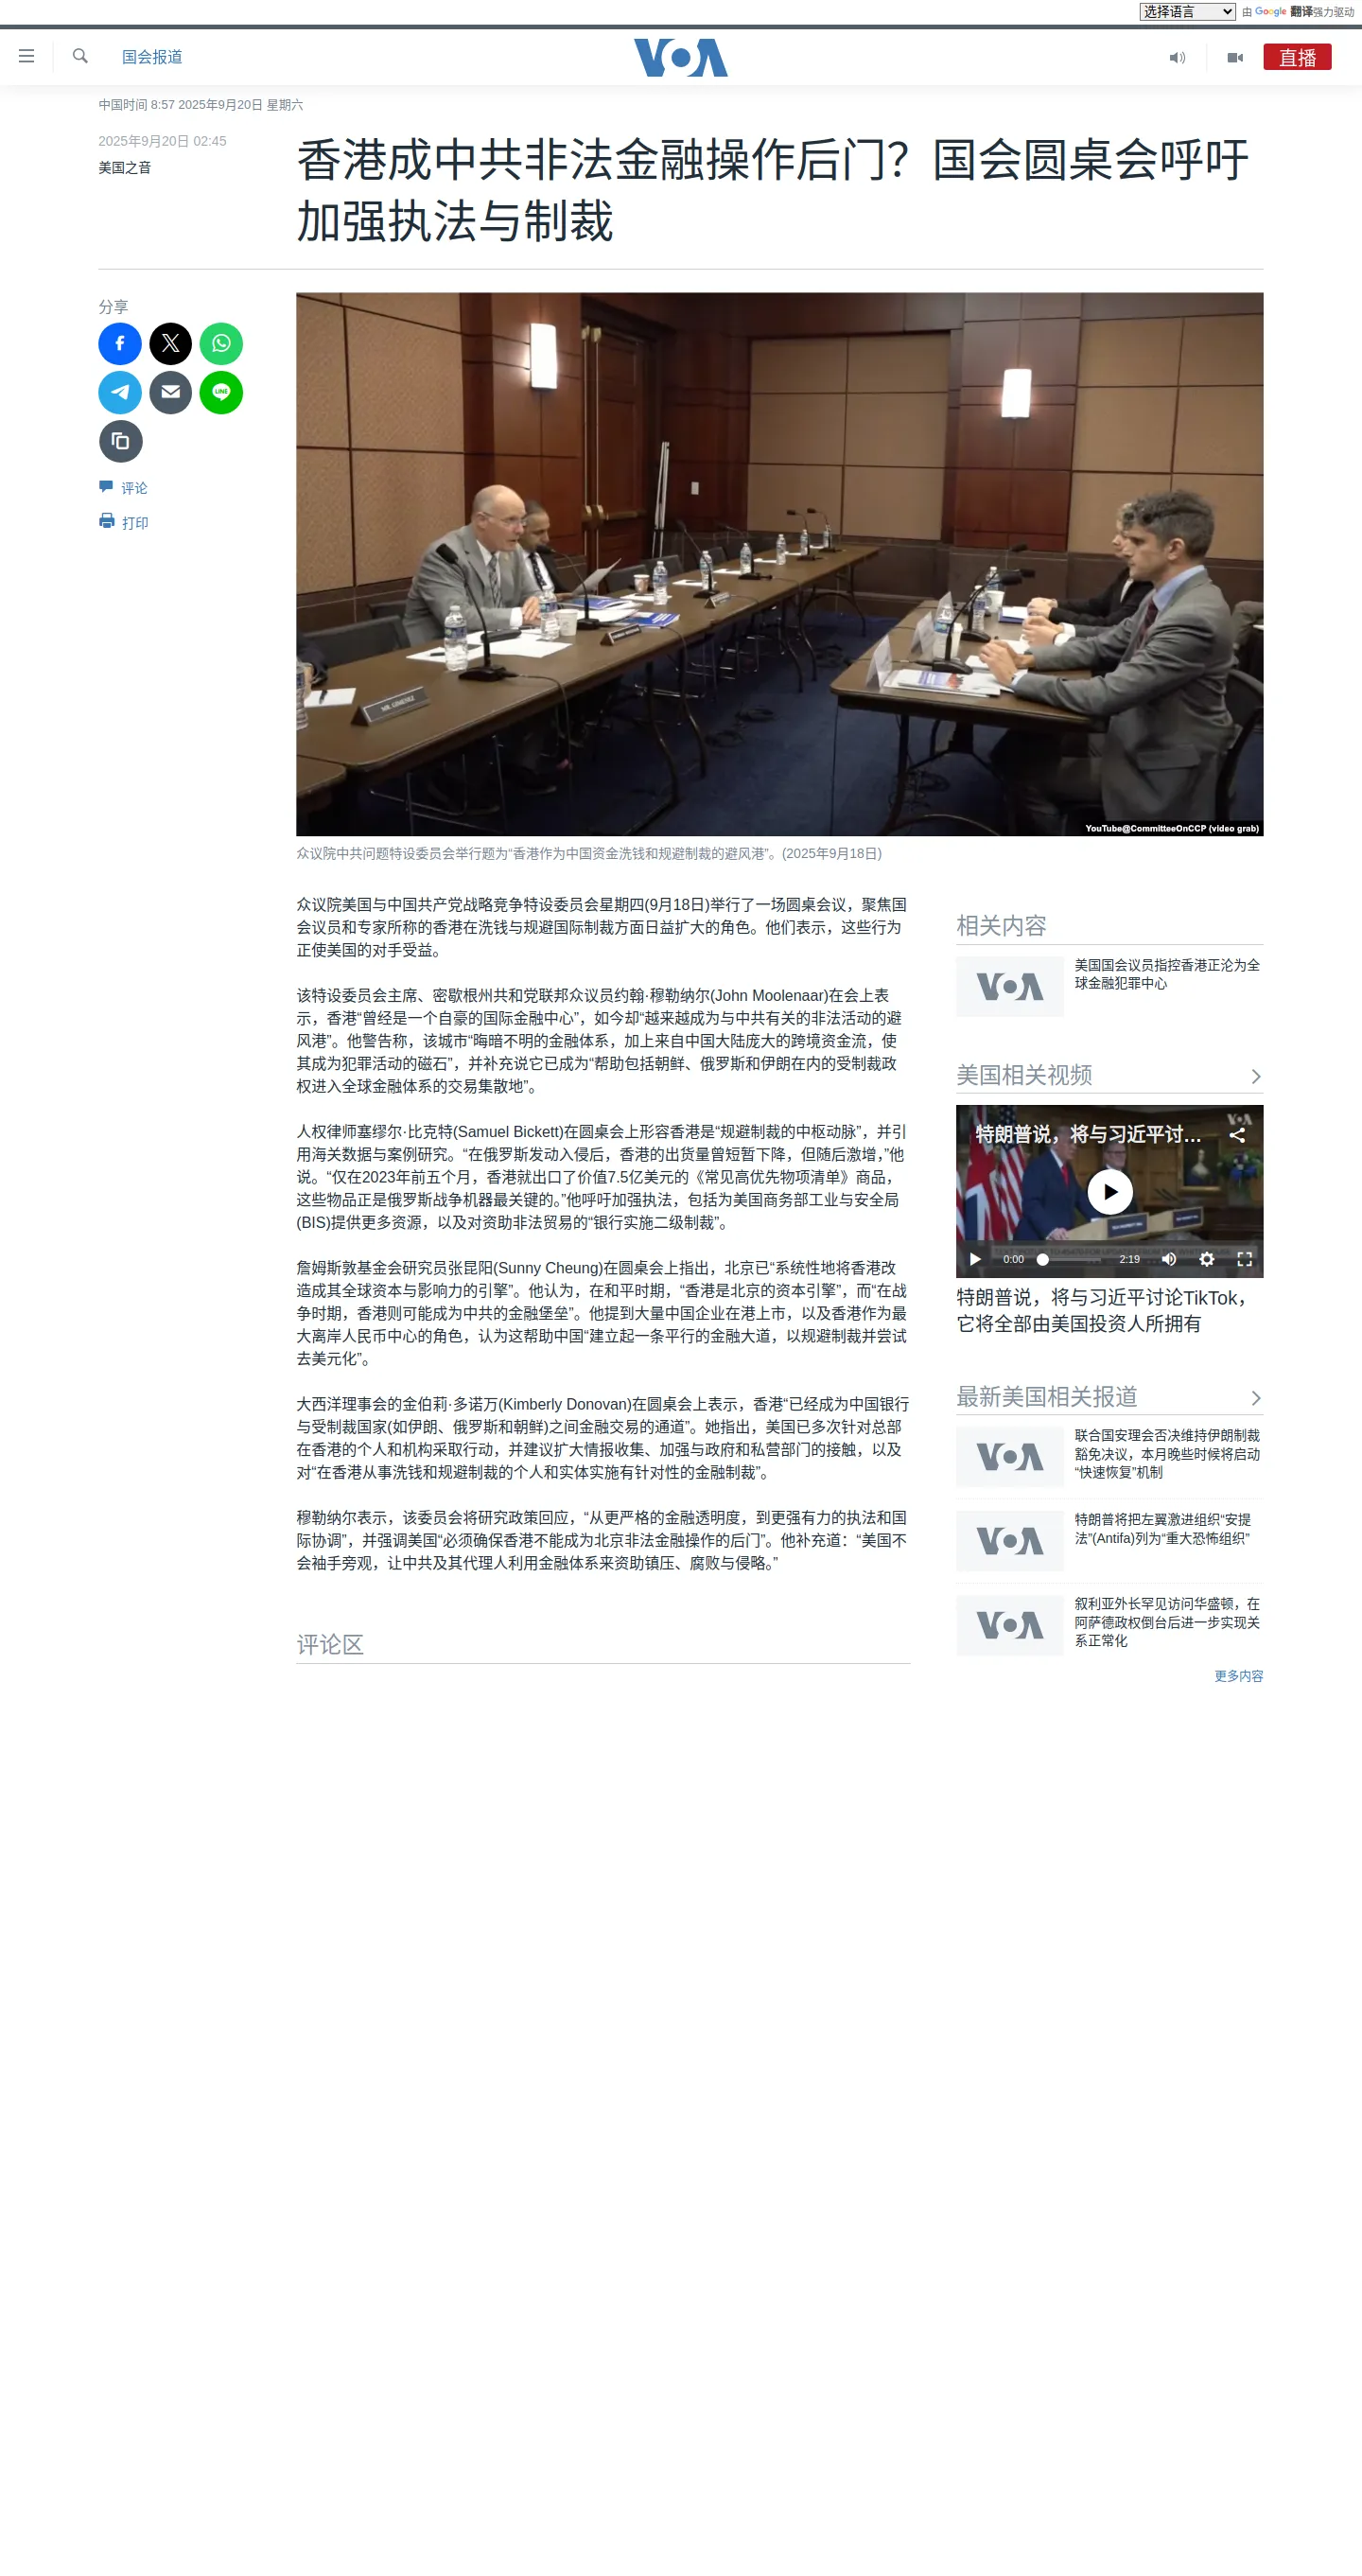 选择语言 由 Google 翻译强力驱动
国会报道
VOA
直播
中国时间 8:57 2025年9月20日 星期六
2025年9月20日 02:45
美国之音
香港成中共非法金融操作后门？国会圆桌会呼吁
加强执法与制裁
分享
LINE
评论
打印
MR. GIMENEZ
YouTube@CommitteeOnCCP (video grab)
众议院中共问题特设委员会举行题为“香港作为中国资金洗钱和规避制裁的避风港”。(2025年9月18日)
众议院美国与中国共产党战略竞争特设委员会星期四(9月18日)举行了一场圆桌会议，聚焦国
会议员和专家所称的香港在洗钱与规避国际制裁方面日益扩大的角色。他们表示，这些行为
正使美国的对手受益。
该特设委员会主席、密歇根州共和党联邦众议员约翰·穆勒纳尔(John Moolenaar)在会上表
示，香港“曾经是一个自豪的国际金融中心”，如今却“越来越成为与中共有关的非法活动的避
风港”。他警告称，该城市“晦暗不明的金融体系，加上来自中国大陆庞大的跨境资金流，使
其成为犯罪活动的磁石”，并补充说它已成为“帮助包括朝鲜、俄罗斯和伊朗在内的受制裁政
权进入全球金融体系的交易集散地”。
人权律师塞缪尔·比克特(Samuel Bickett)在圆桌会上形容香港是“规避制裁的中枢动脉”，并引
用海关数据与案例研究。“在俄罗斯发动入侵后，香港的出货量曾短暂下降，但随后激增，”他
说。“仅在2023年前五个月，香港就出口了价值7.5亿美元的《常见高优先物项清单》商品，
这些物品正是俄罗斯战争机器最关键的。”他呼吁加强执法，包括为美国商务部工业与安全局
(BIS)提供更多资源，以及对资助非法贸易的“银行实施二级制裁”。
詹姆斯敦基金会研究员张昆阳(Sunny Cheung)在圆桌会上指出，北京已“系统性地将香港改
造成其全球资本与影响力的引擎”。他认为，在和平时期，“香港是北京的资本引擎”，而“在战
争时期，香港则可能成为中共的金融堡垒”。他提到大量中国企业在港上市，以及香港作为最
大离岸人民币中心的角色，认为这帮助中国“建立起一条平行的金融大道，以规避制裁并尝试
去美元化”。
大西洋理事会的金伯莉·多诺万(Kimberly Donovan)在圆桌会上表示，香港“已经成为中国银行
与受制裁国家(如伊朗、俄罗斯和朝鲜)之间金融交易的通道”。她指出，美国已多次针对总部
在香港的个人和机构采取行动，并建议扩大情报收集、加强与政府和私营部门的接触，以及
对“在香港从事洗钱和规避制裁的个人和实体实施有针对性的金融制裁”。
穆勒纳尔表示，该委员会将研究政策回应，“从更严格的金融透明度，到更强有力的执法和国
际协调”，并强调美国“必须确保香港不能成为北京非法金融操作的后门”。他补充道：“美国不
会袖手旁观，让中共及其代理人利用金融体系来资助镇压、腐败与侵略。”
评论区
相关内容
VOA
美国国会议员指控香港正沦为全
球金融犯罪中心
美国相关视频
VOA
特朗普说，将与习近平讨...
0:00
2:19
特朗普说，将与习近平讨论TikTok，
它将全部由美国投资人所拥有
最新美国相关报道
VOA
联合国安理会否决维持伊朗制裁
豁免决议，本月晚些时候将启动
“快速恢复”机制
VOA
特朗普将把左翼激进组织“安提
法”(Antifa)列为“重大恐怖组织”
VOA
叙利亚外长罕见访问华盛顿，在
阿萨德政权倒台后进一步实现关
系正常化
更多内容